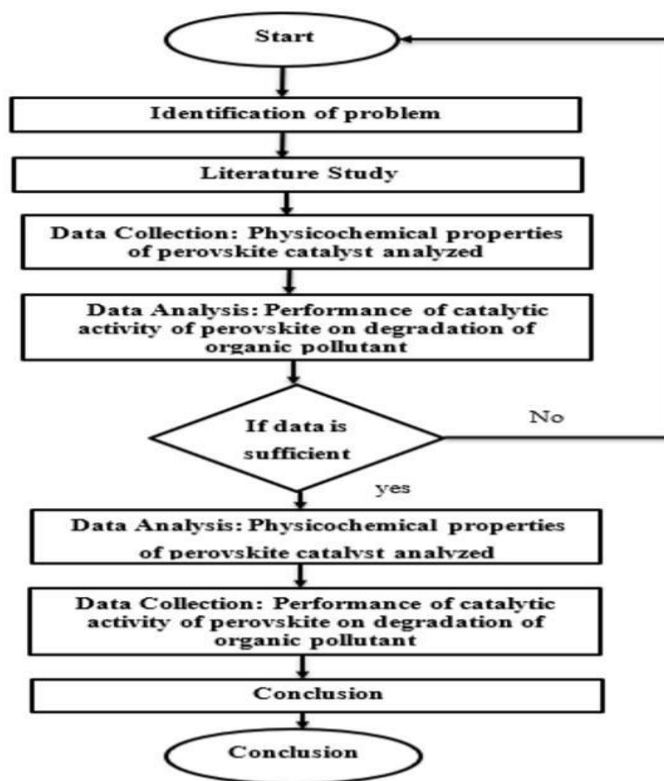 Start
Identification of problem
Literature Study
Data Collection: Physicochemical properties
of perovskite catalyst analyzed
Data Analysis: Performance of catalytic
activity of perovskite on degradation of
organic pollutant
If data is
sufficient
No
yes
Data Analysis: Physicochemical properties
of perovskite catalyst analyzed
Data Collection: Performance of catalytic
activity of perovskite on degradation of
organic pollutant
Conclusion
Conclusion